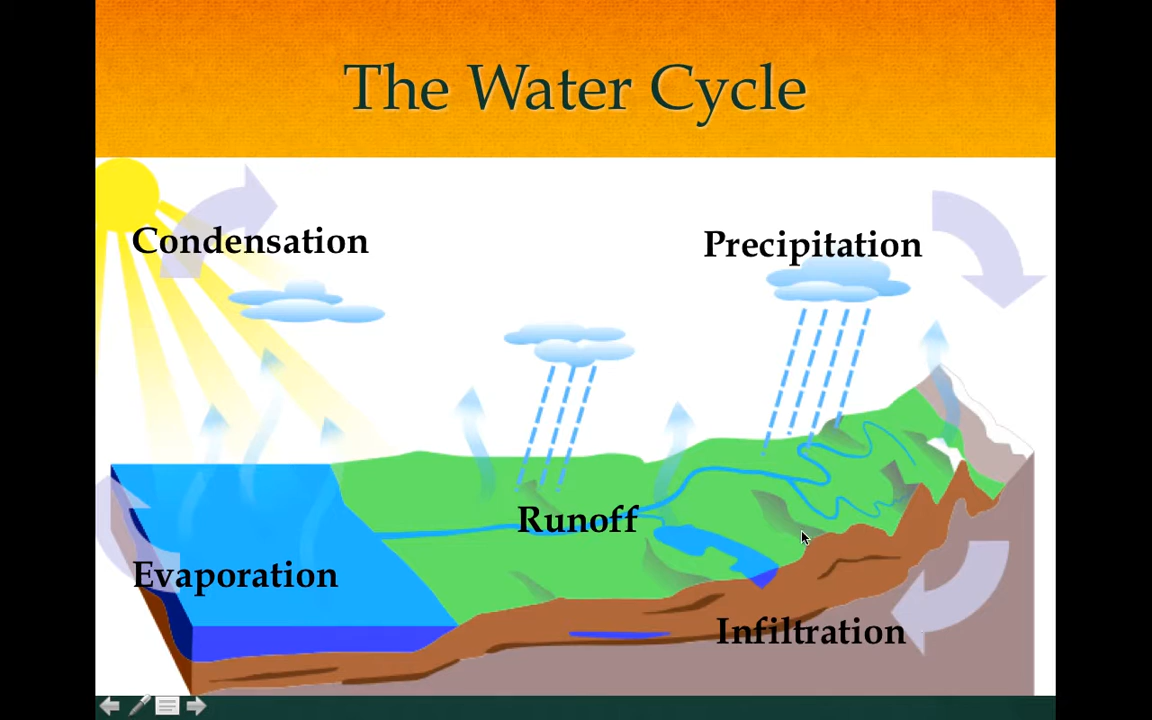 The Water Cycle
Condensation
Precipitation
Runoff
Evaporation
Infiltration